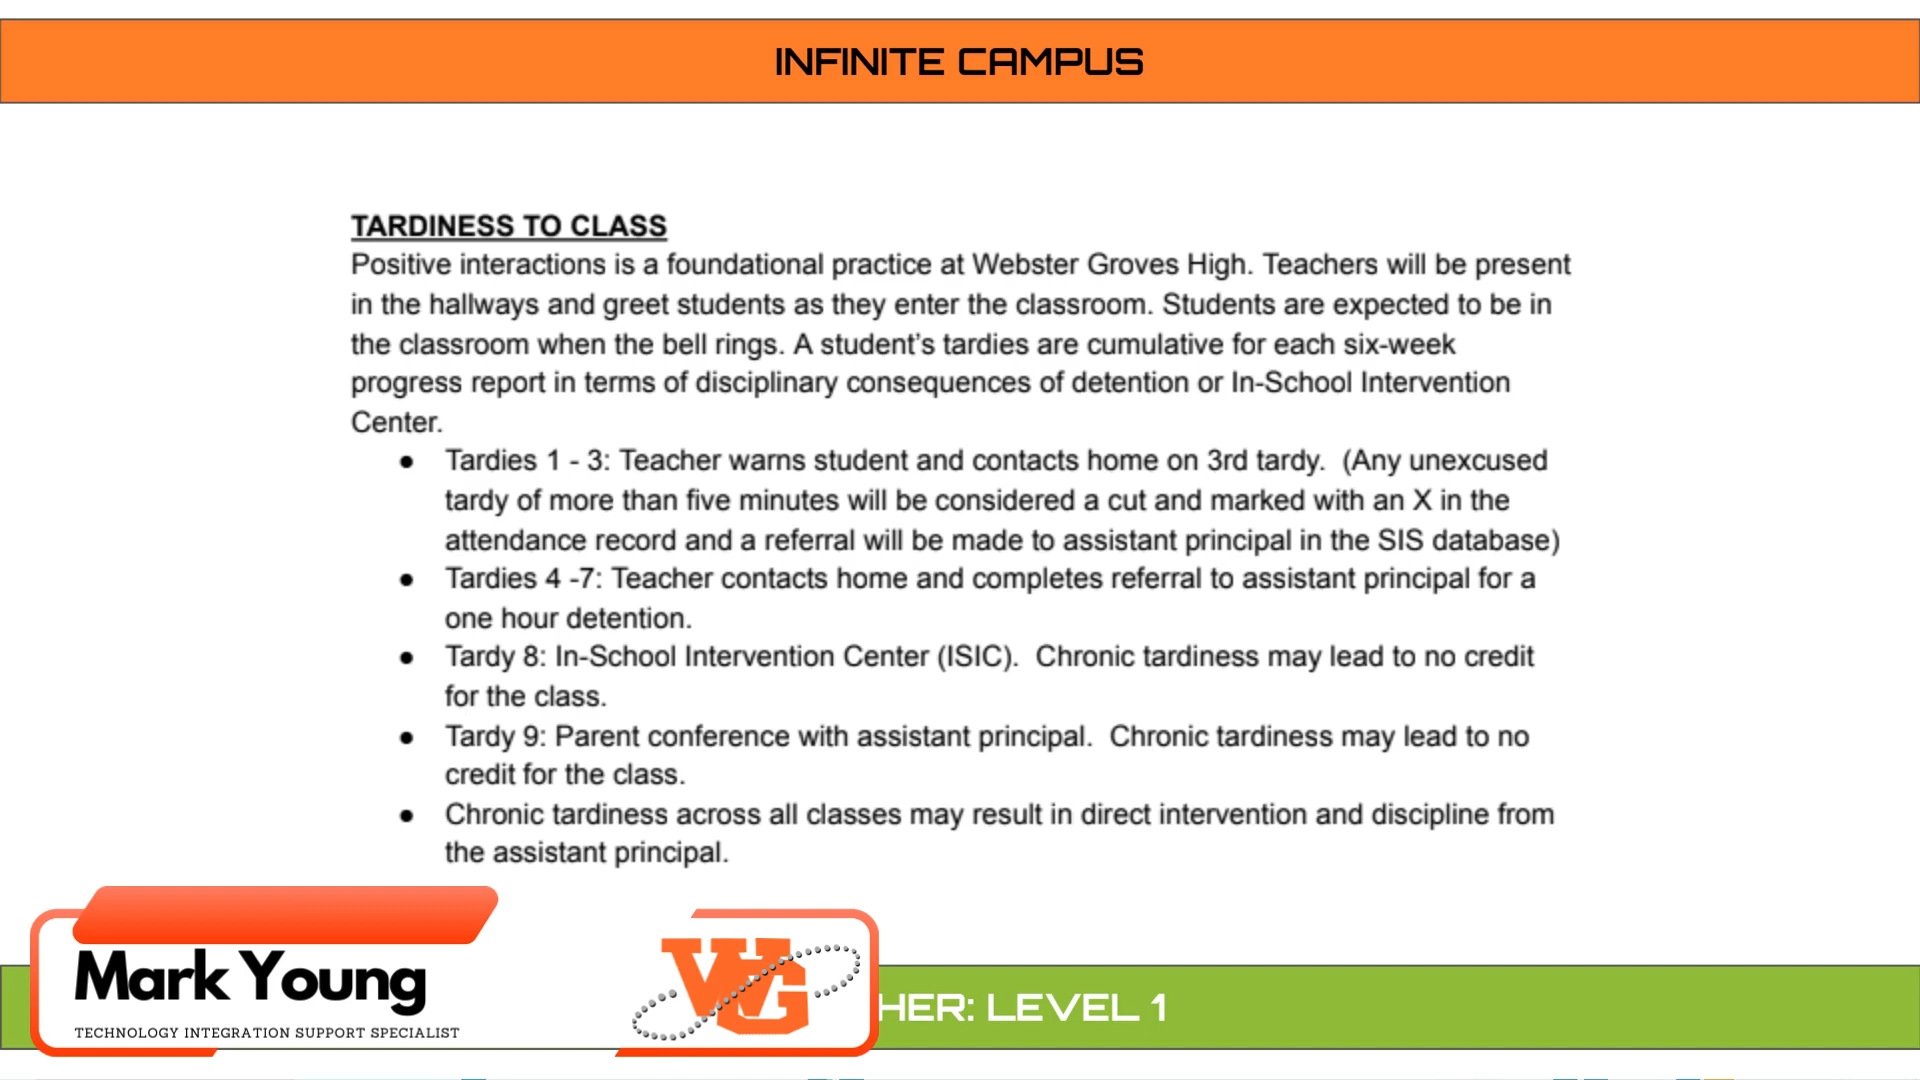 INFINITE CAMPUS
TARDINESS TO CLASS
Positive interactions is a foundational practice at Webster Groves High. Teachers will be present
in the hallways and greet students as they enter the classroom. Students are expected to be in
the classroom when the bell rings. A student’s tardies are cumulative for each six-week
progress report in terms of disciplinary consequences of detention or In-School Intervention
Center.
● Tardies 1 - 3: Teacher warns student and contacts home on 3rd tardy. (Any unexcused
tardy of more than five minutes will be considered a cut and marked with an X in the
attendance record and a referral will be made to assistant principal in the SIS database)
● Tardies 4 -7: Teacher contacts home and completes referral to assistant principal for a
one hour detention.
● Tardy 8: In-School Intervention Center (ISIC). Chronic tardiness may lead to no credit
for the class.
● Tardy 9: Parent conference with assistant principal. Chronic tardiness may lead to no
credit for the class.
● Chronic tardiness across all classes may result in direct intervention and discipline from
the assistant principal.
Mark Young
TECHNOLOGY INTEGRATION SUPPORT SPECIALIST
WG
HER: LEVEL 1